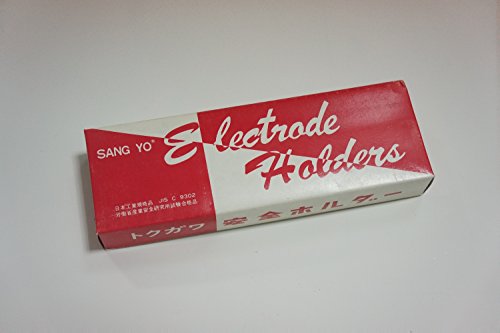 SANG YO®
Electrode
Holders
日本工業規格品 JIS C 9302
労働省産業安全研究所試験合格品
トクガワ 安全ホルダー